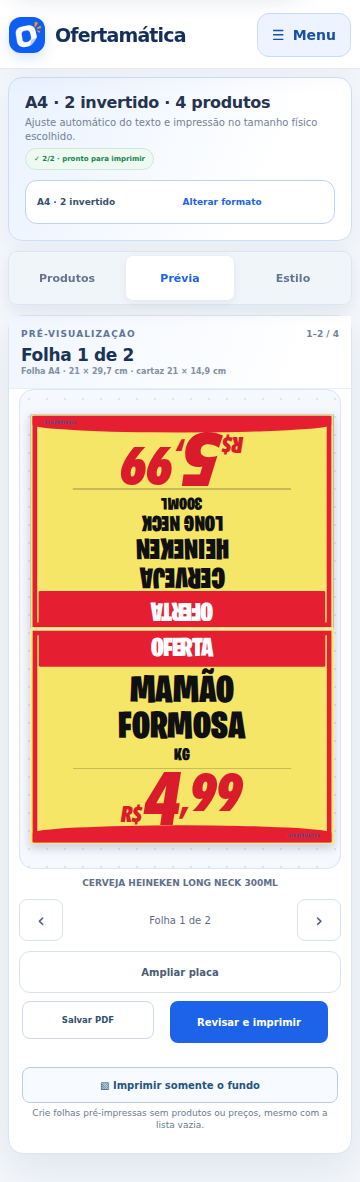 Ofertamática
☰ Menu
A4 · 2 invertido · 4 produtos
Ajuste automático do texto e impressão no tamanho físico
escolhido.
✓ 2/2 · pronto para imprimir
A4 · 2 invertido
Alterar formato
Produtos
Prévia
Estilo
PRÉ-VISUALIZAÇÃO
1–2 / 4
Folha 1 de 2
Folha A4 · 21 × 29,7 cm · cartaz 21 × 14,9 cm
R$ 5,99
300ML
LONG NECK
HEINEKEN
CERVEJA
OFERTA
OFERTA
MAMÃO
FORMOSA
KG
R$ 4,99
CERVEJA HEINEKEN LONG NECK 300ML
‹
Folha 1 de 2
›
Ampliar placa
Salvar PDF
Revisar e imprimir
▧ Imprimir somente o fundo
Crie folhas pré-impressas sem produtos ou preços, mesmo com a
lista vazia.